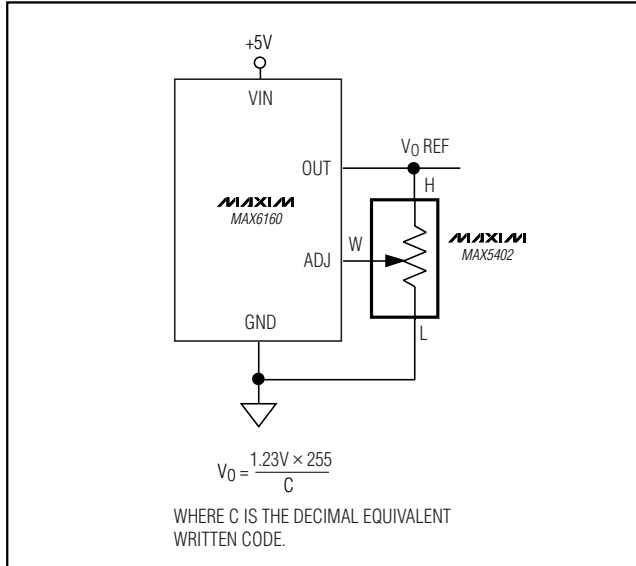 +5V
VIN
V0 REF
OUT
H
MAXIM
MAX6160
W
MAXIM
MAX5402
ADJ
GND
L
V0 = 1.23V × 255
C
WHERE C IS THE DECIMAL EQUIVALENT
WRITTEN CODE.